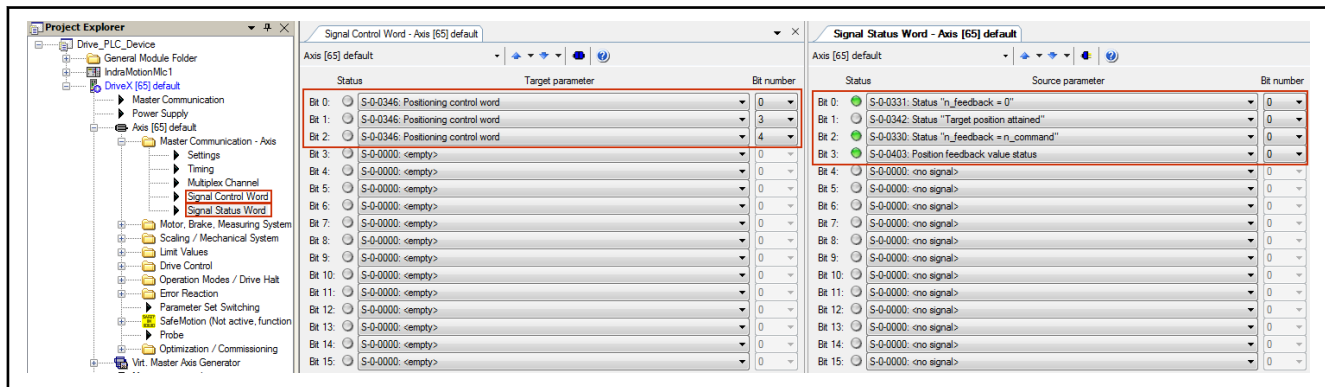 Project Explorer
Drive_PLC_Device
General Module Folder
IndraMotionMlc1
DriveX [65] default
Master Communication
Power Supply
Axis [65] default
Master Communication - Axis
Settings
Timing
Multiplex Channel
Signal Control Word
Signal Status Word
Motor, Brake, Measuring System
Scaling / Mechanical System
Limit Values
Drive Control
Operation Modes / Drive Halt
Error Reaction
Parameter Set Switching
SafeMotion (Not active, function
Probe
Optimization / Commissioning
Virt. Master Axis Generator
Signal Control Word - Axis [65] default
Axis [65] default
Status Target parameter Bit number
Bit 0: S-0-0346: Positioning control word 0
Bit 1: S-0-0346: Positioning control word 3
Bit 2: S-0-0346: Positioning control word 4
Bit 3: S-0-0000: <empty> 0
Bit 4: S-0-0000: <empty> 0
Bit 5: S-0-0000: <empty> 0
Bit 6: S-0-0000: <empty> 0
Bit 7: S-0-0000: <empty> 0
Bit 8: S-0-0000: <empty> 0
Bit 9: S-0-0000: <empty> 0
Bit 10: S-0-0000: <empty> 0
Bit 11: S-0-0000: <empty> 0
Bit 12: S-0-0000: <empty> 0
Bit 13: S-0-0000: <empty> 0
Bit 14: S-0-0000: <empty> 0
Bit 15: S-0-0000: <empty> 0
Signal Status Word - Axis [65] default
Axis [65] default
Status Source parameter Bit number
Bit 0: S-0-0331: Status "n_feedback = 0" 0
Bit 1: S-0-0342: Status "Target position attained" 0
Bit 2: S-0-0330: Status "n_feedback = n_command" 0
Bit 3: S-0-0403: Position feedback value status 0
Bit 4: S-0-0000: <no signal> 0
Bit 5: S-0-0000: <no signal> 0
Bit 6: S-0-0000: <no signal> 0
Bit 7: S-0-0000: <no signal> 0
Bit 8: S-0-0000: <no signal> 0
Bit 9: S-0-0000: <no signal> 0
Bit 10: S-0-0000: <no signal> 0
Bit 11: S-0-0000: <no signal> 0
Bit 12: S-0-0000: <no signal> 0
Bit 13: S-0-0000: <no signal> 0
Bit 14: S-0-0000: <no signal> 0
Bit 15: S-0-0000: <no signal> 0